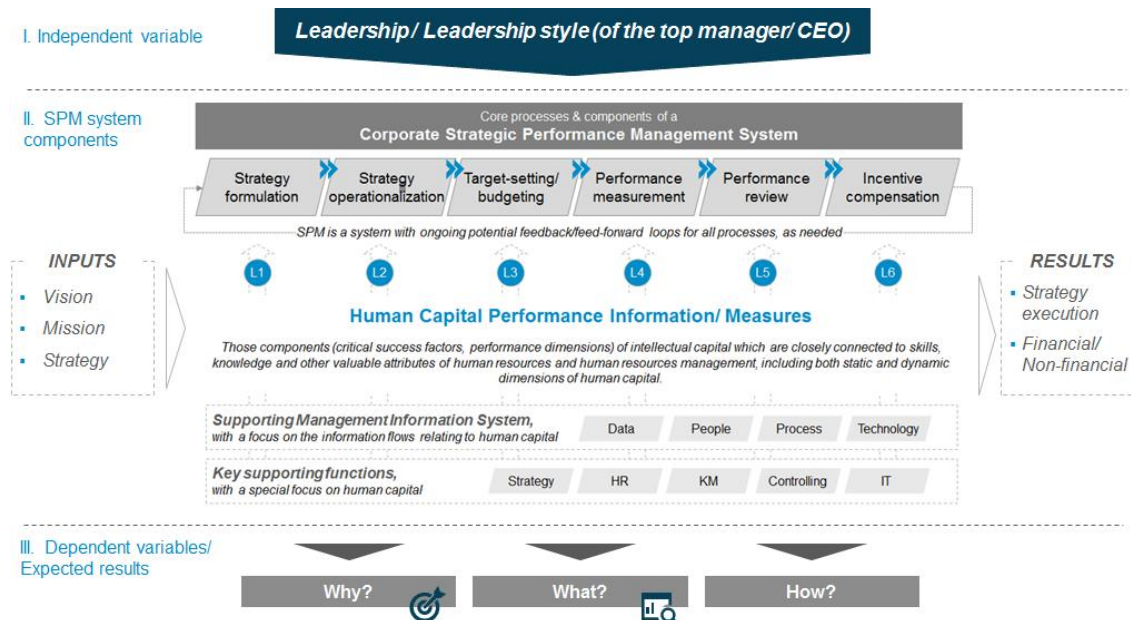 I. Independent variable
Leadership / Leadership style (of the top manager/ CEO)
II. SPM system
components
Core processes & components of a
Corporate Strategic Performance Management System
Strategy
formulation
Strategy
operationalization
Target-setting/
budgeting
Performance
measurement
Performance
review
Incentive
compensation
SPM is a system with ongoing potential feedback/feed-forward loops for all processes, as needed
INPUTS
▪ Vision
▪ Mission
▪ Strategy
L1
L2
L3
L4
L5
L6
RESULTS
▪ Strategy
execution
▪ Financial/
Non-financial
Human Capital Performance Information/ Measures
Those components (critical success factors, performance dimensions) of intellectual capital which are closely connected to skills,
knowledge and other valuable attributes of human resources and human resources management, including both static and dynamic
dimensions of human capital.
Supporting Management Information System,
with a focus on the information flows relating to human capital
Data
People
Process
Technology
Key supporting functions,
with a special focus on human capital
Strategy
HR
KM
Controlling
IT
III. Dependent variables/
Expected results
Why?
What?
How?